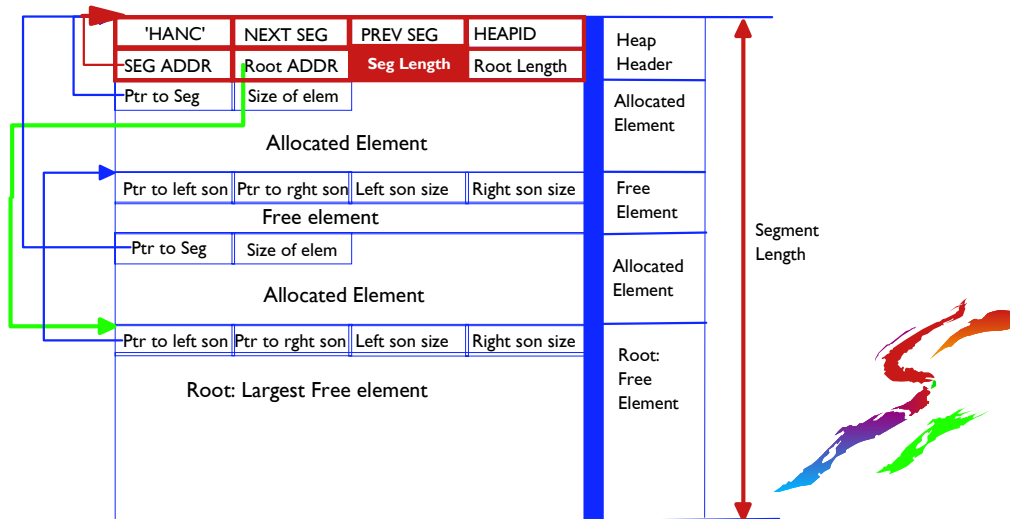 'HANC' NEXT SEG PREV SEG HEAPID
SEG ADDR Root ADDR Seg Length Root Length
Heap
Header
Ptr to Seg Size of elem
Allocated Element
Allocated
Element
Ptr to left son Ptr to rght son Left son size Right son size
Free element
Free
Element
Ptr to Seg Size of elem
Allocated Element
Allocated
Element
Ptr to left son Ptr to rght son Left son size Right son size
Root: Largest Free element
Root:
Free
Element
Segment
Length